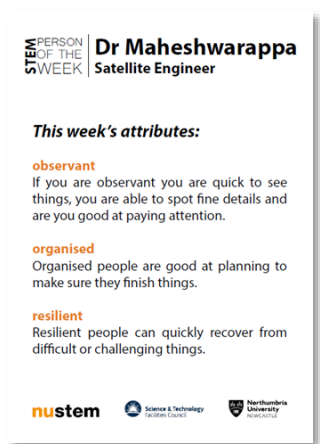 STEM PERSON OF THE WEEK
Dr Maheshwarappa
Satellite Engineer
This week's attributes:
observant
If you are observant you are quick to see
things, you are able to spot fine details and
are you good at paying attention.
organised
Organised people are good at planning to
make sure they finish things.
resilient
Resilient people can quickly recover from
difficult or challenging things.
nustem
Science & Technology
Facilities Council
Northumbria
University
NEWCASTLE